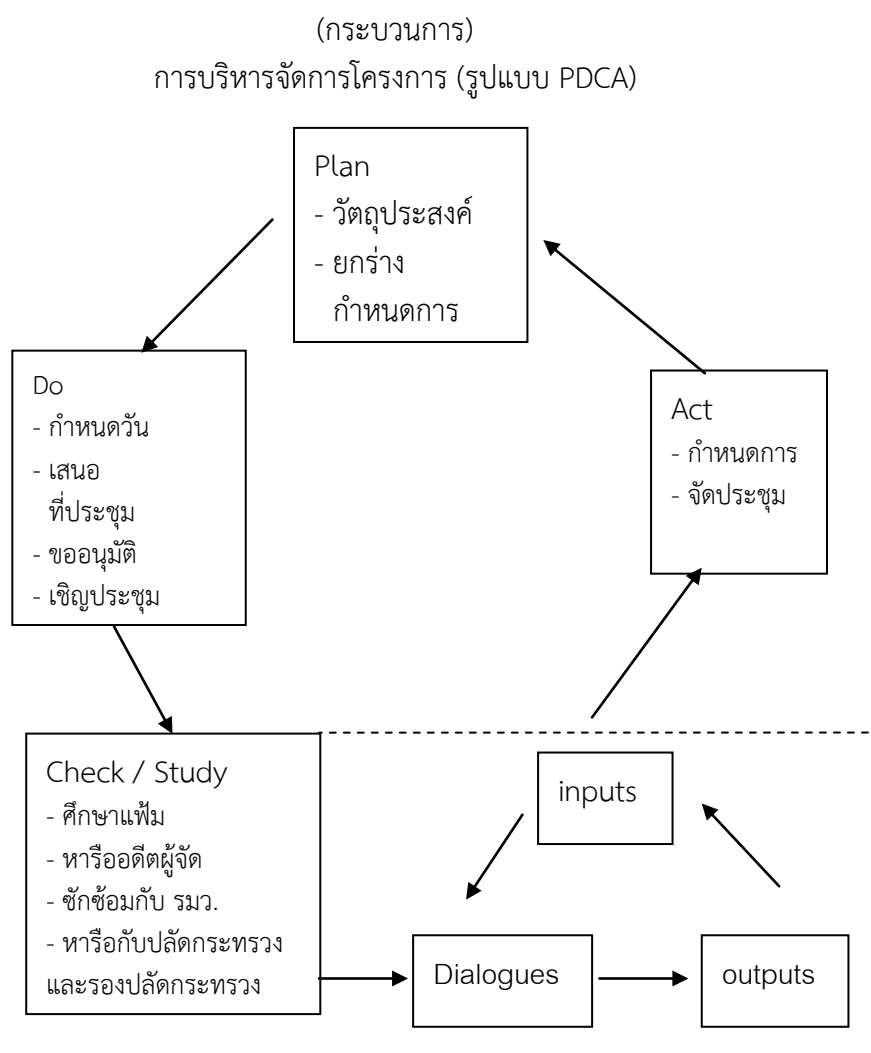 (กระบวนการ)
การบริหารจัดการโครงการ (รูปแบบ PDCA)
Plan
- วัตถุประสงค์
- ยกร่าง
กำหนดการ
Do
- กำหนดวัน
- เสนอ
ที่ประชุม
- ขออนุมัติ
- เชิญประชุม
Act
- กำหนดการ
- จัดประชุม
Check / Study
- ศึกษาแฟ้ม
- หารืออดีตผู้จัด
- ซักซ้อมกับ รมว.
- หารือกับปลัดกระทรวง
และรองปลัดกระทรวง
inputs
Dialogues
outputs